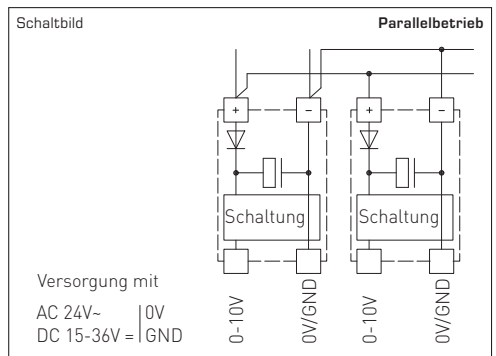 Schaltbild
Parallelbetrieb
+ − + −
Schaltung Schaltung
Versorgung mit
AC 24V~ 0V
DC 15-36V = GND
0-10V
0V/GND
0-10V
0V/GND